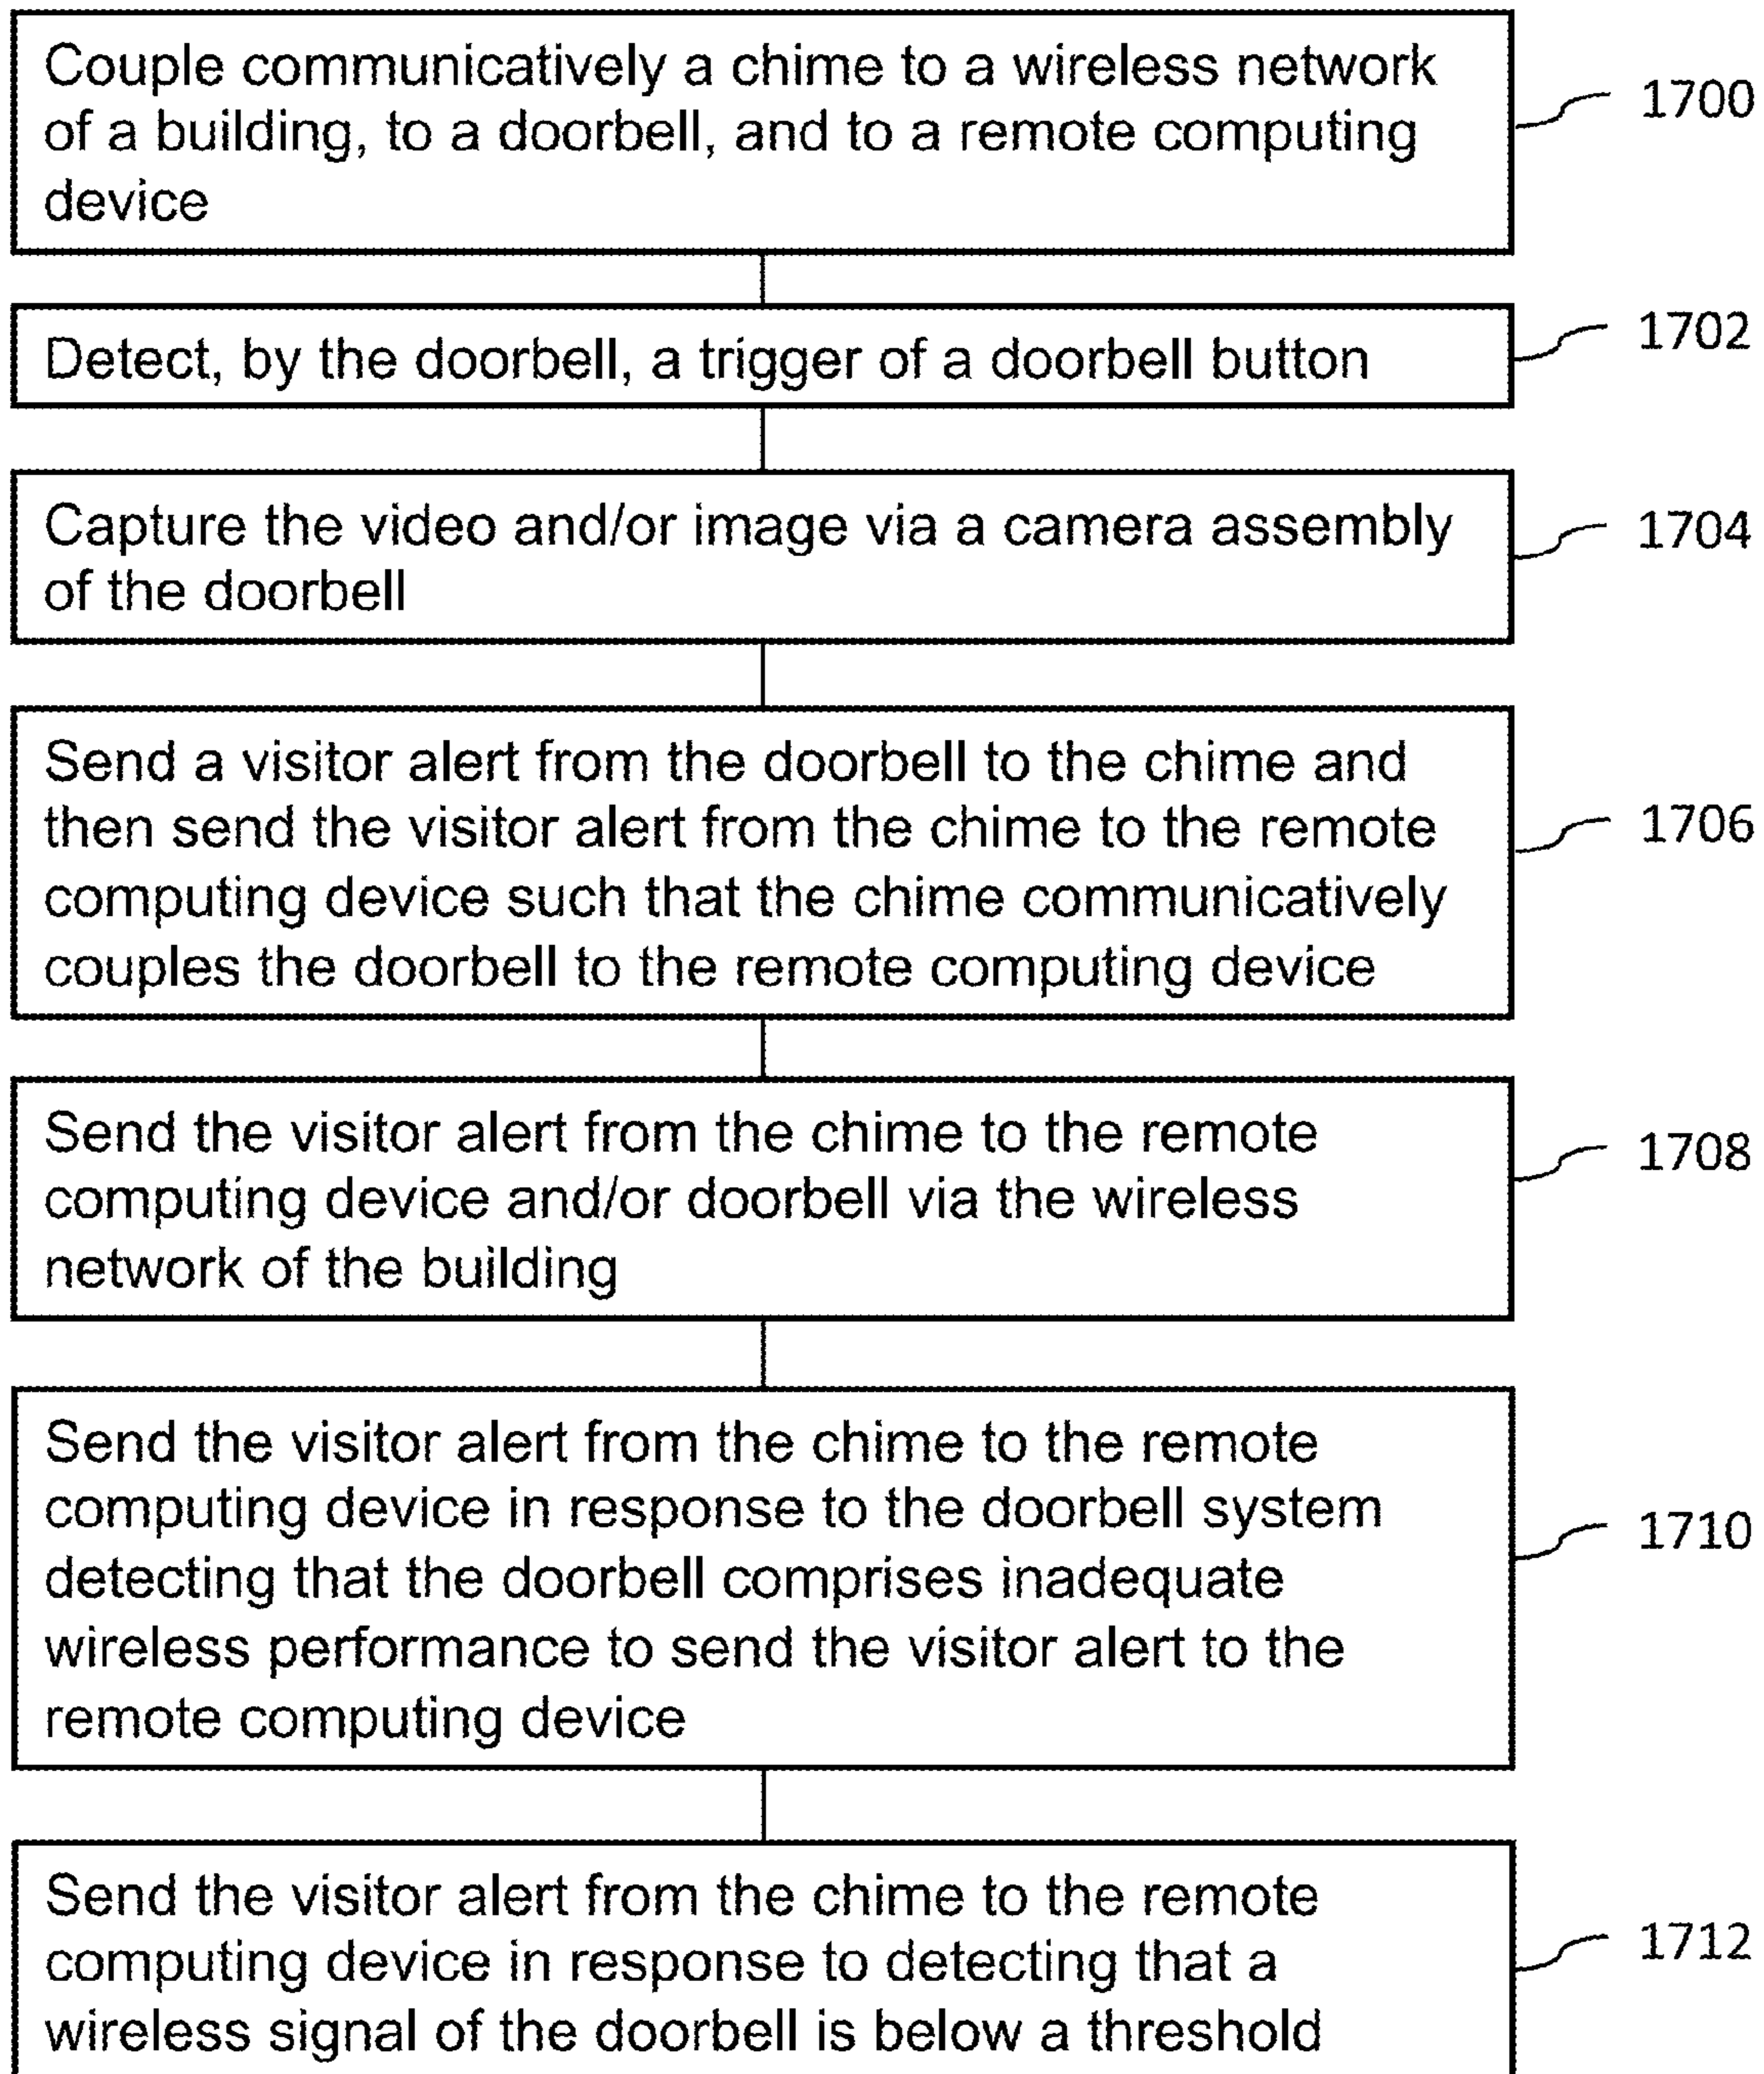 Couple communicatively a chime to a wireless network
of a building, to a doorbell, and to a remote computing
device
1700
Detect, by the doorbell, a trigger of a doorbell button
1702
Capture the video and/or image via a camera assembly
of the doorbell
1704
Send a visitor alert from the doorbell to the chime and
then send the visitor alert from the chime to the remote
computing device such that the chime communicatively
couples the doorbell to the remote computing device
1706
Send the visitor alert from the chime to the remote
computing device and/or doorbell via the wireless
network of the building
1708
Send the visitor alert from the chime to the remote
computing device in response to the doorbell system
detecting that the doorbell comprises inadequate
wireless performance to send the visitor alert to the
remote computing device
1710
Send the visitor alert from the chime to the remote
computing device in response to detecting that a
wireless signal of the doorbell is below a threshold
1712